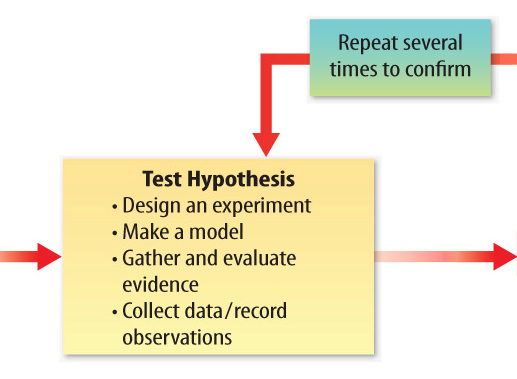 Repeat several
times to confirm
Test Hypothesis
• Design an experiment
• Make a model
• Gather and evaluate
evidence
• Collect data/record
observations